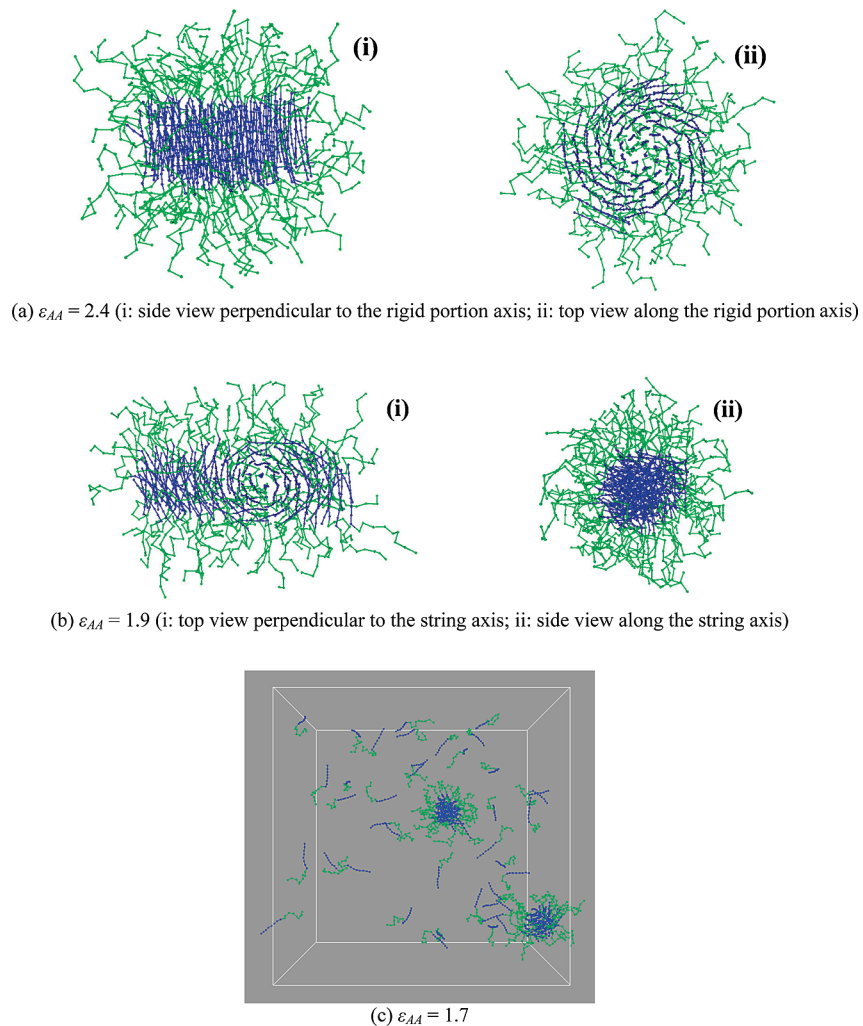 (i)
(ii)
(a) εAA = 2.4 (i: side view perpendicular to the rigid portion axis; ii: top view along the rigid portion axis)
(i)
(ii)
(b) εAA = 1.9 (i: top view perpendicular to the string axis; ii: side view along the string axis)
(c) εAA = 1.7